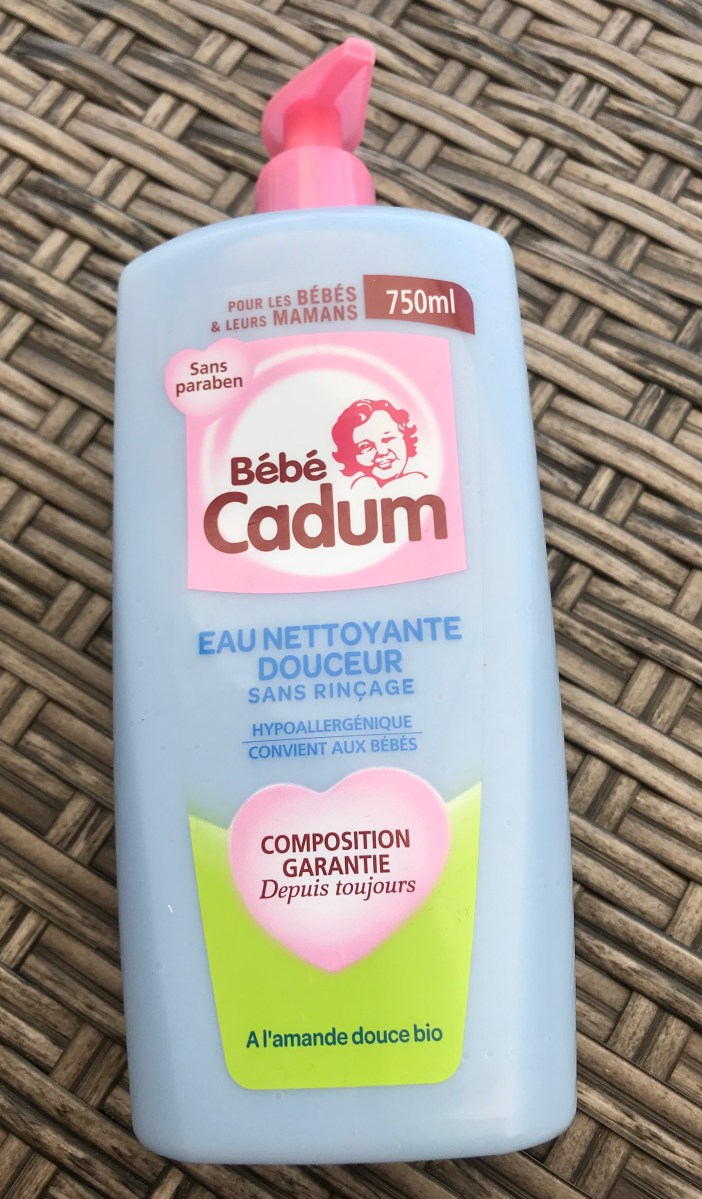 POUR LES BÉBÉS
& LEURS MAMANS
750ml
Sans
paraben
Bébé
Cadum
EAU NETTOYANTE
DOUCEUR
SANS RINÇAGE
HYPOALLERGÉNIQUE
CONVIENT AUX BÉBÉS
COMPOSITION
GARANTIE
Depuis toujours
A l'amande douce bio